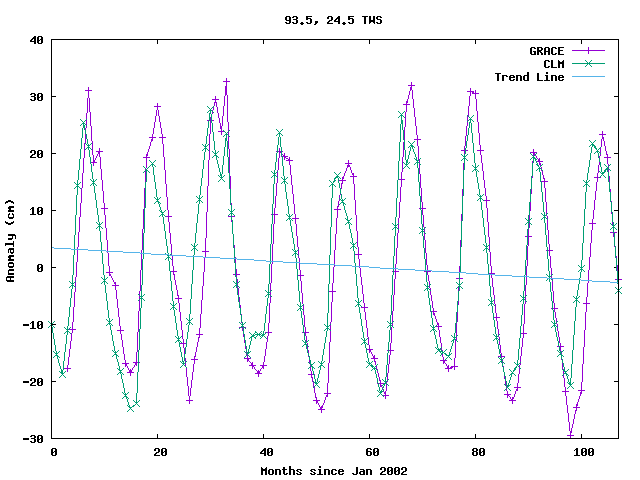 93.5, 24.5 TWS
GRACE
CLM
Trend Line
40
30
20
10
0
-10
-20
-30
Anomaly (cm)
0 20 40 60 80 100
Months since Jan 2002